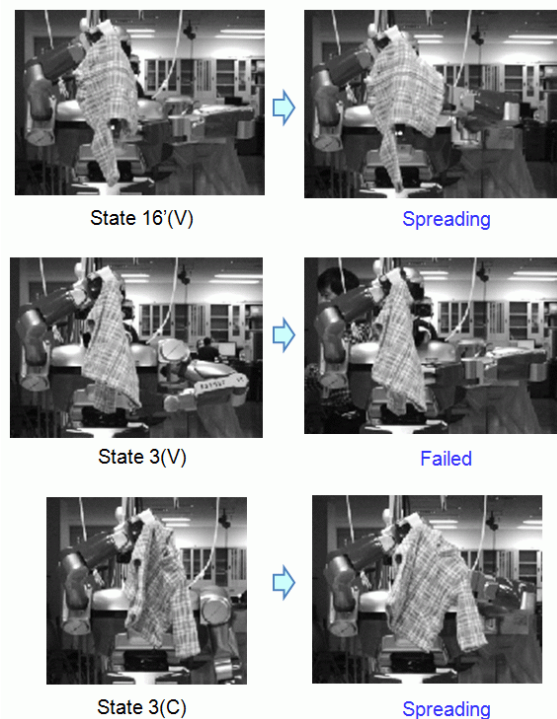 State 16'(V)
Spreading
State 3(V)
Failed
State 3(C)
Spreading